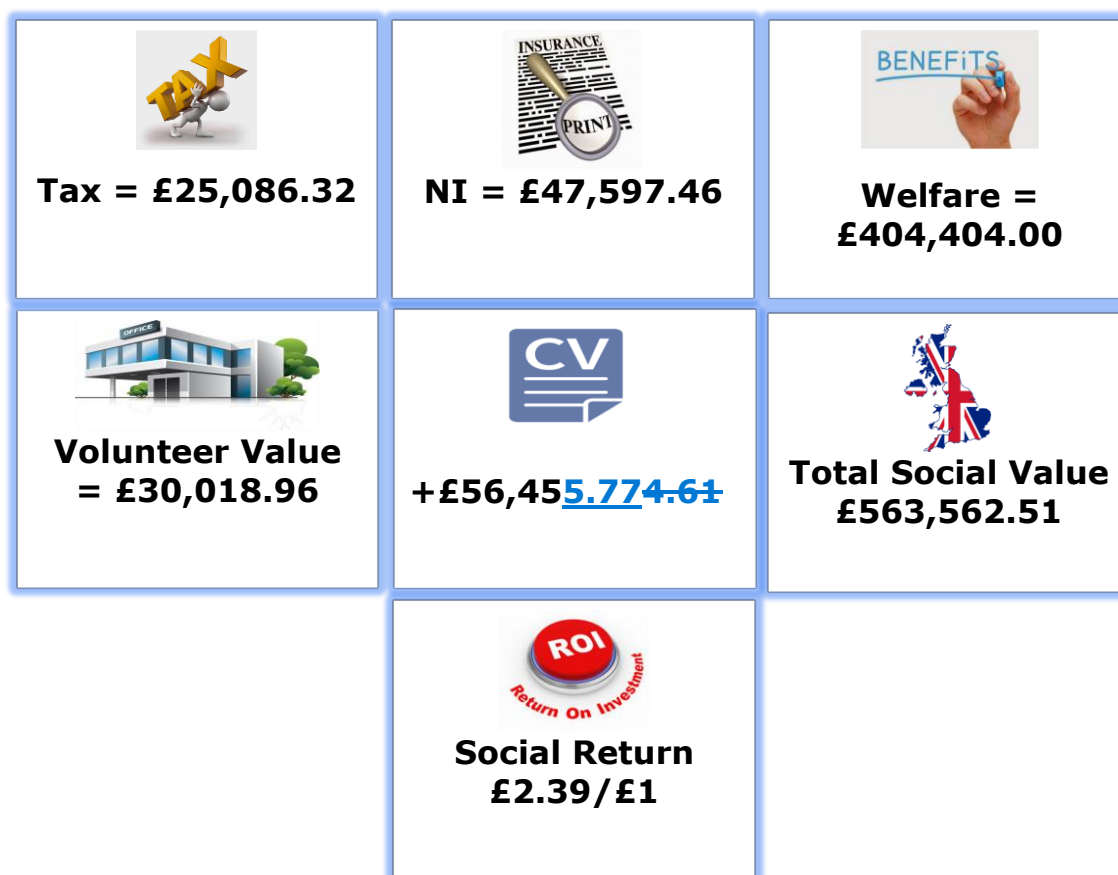 TAX
Tax = £25,086.32
INSURANCE
PRINT
NI = £47,597.46
BENEFiTS
Welfare =
£404,404.00
OFFICE
Volunteer Value
= £30,018.96
CV
+£56,455.774.61
Total Social Value
£563,562.51
ROI
Return On Investment
Social Return
£2.39/£1